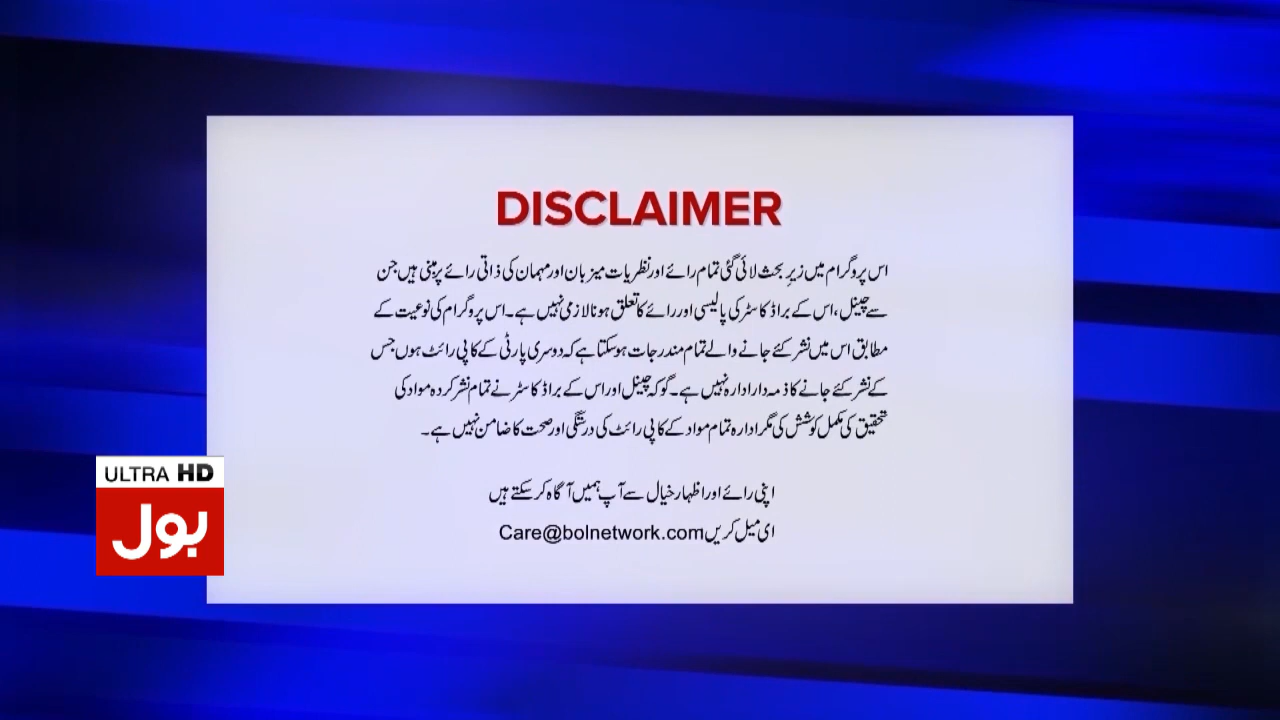 DISCLAIMER
اس پروگرام میں زیرِ بحث لائی گئی تمام رائے اور نظریات میزبان اور مہمان کی ذاتی رائے پر مبنی ہیں جن
سے چینل، اس کے براڈ کاسٹر کی پالیسی اور رائے کا تعلق ہونا لازمی نہیں ہے۔ اس پروگرام کی نوعیت کے
مطابق اس میں نشر کئے جانے والے تمام مندرجات ہوسکتا ہے کہ دوسری پارٹی کے کاپی رائٹ ہوں جس
کے نشر کئے جانے کا ذمہ دار ادارہ نہیں ہے۔ گو کہ چینل اور اس کے براڈ کاسٹر نے تمام نشر کردہ مواد کی
تحقیق کی مکمل کوشش کی مگر ادارہ تمام مواد کے کاپی رائٹ کی درستگی اور صحت کا ضامن نہیں ہے۔
اپنی رائے اور اظہار خیال سے آپ ہمیں آگاہ کرسکتے ہیں
ای میل کریں Care@bolnetwork.com
ULTRA HD
بول